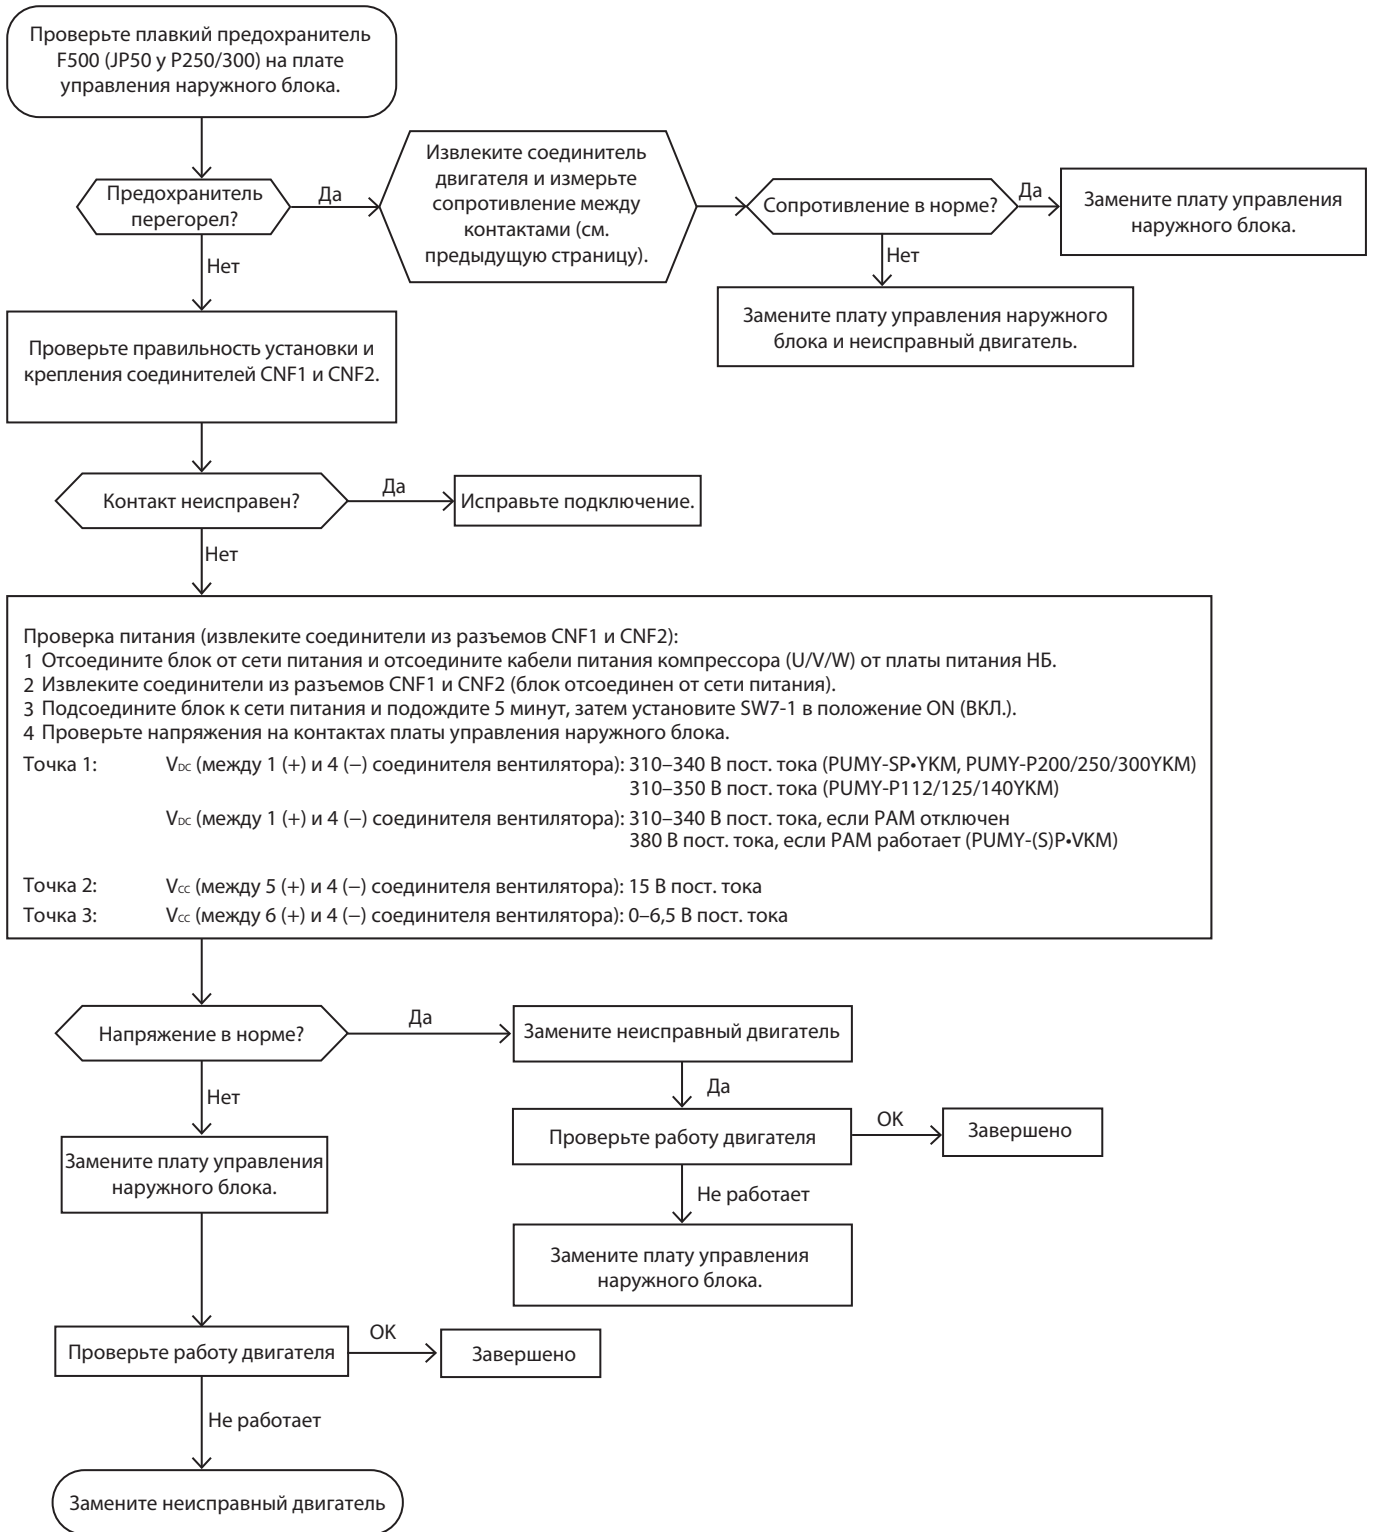 Проверьте плавкий предохранитель
F500 (JP50 у P250/300) на плате
управления наружного блока.
Предохранитель
перегорел?
Да
Извлеките соединитель
двигателя и измерьте
сопротивление между
контактами (см.
предыдущую страницу).
Сопротивление в норме?
Да
Замените плату управления
наружного блока.
Нет
Нет
Замените плату управления наружного
блока и неисправный двигатель.
Проверьте правильность установки и
крепления соединителей CNF1 и CNF2.
Контакт неисправен?
Да
Исправьте подключение.
Нет
Проверка питания (извлеките соединители из разъемов CNF1 и CNF2):
1 Отсоедините блок от сети питания и отсоедините кабели питания компрессора (U/V/W) от платы питания НБ.
2 Извлеките соединители из разъемов CNF1 и CNF2 (блок отсоединен от сети питания).
3 Подсоедините блок к сети питания и подождите 5 минут, затем установите SW7-1 в положение ON (ВКЛ.).
4 Проверьте напряжения на контактах платы управления наружного блока.
Точка 1: VDC (между 1 (+) и 4 (−) соединителя вентилятора): 310–340 В пост. тока (PUMY-SP•YKM, PUMY-P200/250/300YKM)
310–350 В пост. тока (PUMY-P112/125/140YKM)
VDC (между 1 (+) и 4 (−) соединителя вентилятора): 310–340 В пост. тока, если PAM отключен
380 В пост. тока, если PAM работает (PUMY-(S)P•VKM)
Точка 2: VCC (между 5 (+) и 4 (−) соединителя вентилятора): 15 В пост. тока
Точка 3: VCC (между 6 (+) и 4 (−) соединителя вентилятора): 0–6,5 В пост. тока
Напряжение в норме?
Да
Замените неисправный двигатель
Да
Нет
Проверьте работу двигателя
OK
Завершено
Замените плату управления
наружного блока.
Не работает
Замените плату управления
наружного блока.
Проверьте работу двигателя
OK
Завершено
Не работает
Замените неисправный двигатель